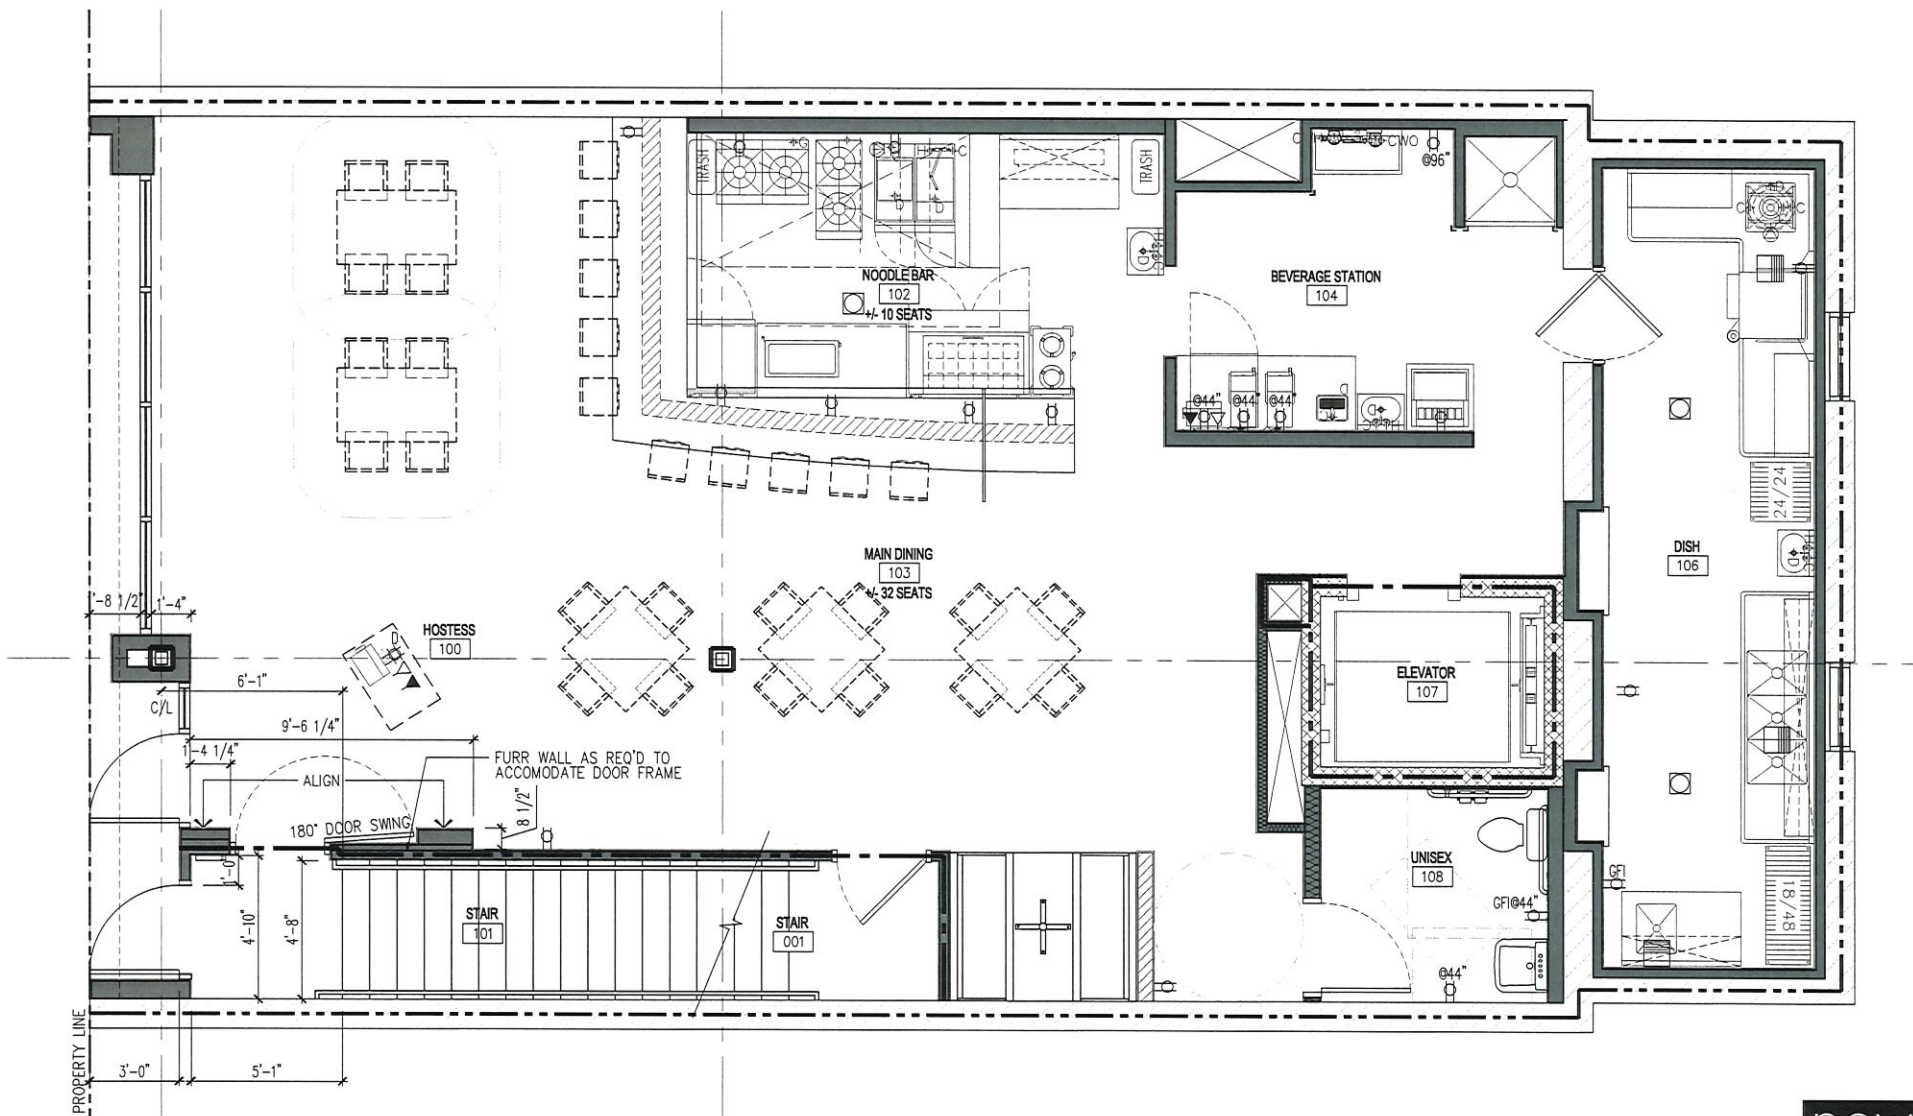 TRASH
G
H
C
TRASH
CWO
@96"
NOODLE BAR
102
+/- 10 SEATS
BEVERAGE STATION
104
@44"
@44"
@44"
24/24
MAIN DINING
103
+/- 32 SEATS
DISH
106
1'-4"
HOSTESS
100
ELEVATOR
107
6'-1"
C/L
9'-6 1/4"
1'-4 1/4"
ALIGN
FURR WALL AS REQ'D TO
ACCOMODATE DOOR FRAME
8 1/2"
180° DOOR SWING
1'-0"
4'-10"
4'-8"
STAIR
101
STAIR
001
UNISEX
108
GFI@44"
@44"
GFI
18/48
PROPERTY LINE
3'-0"
5'-1"